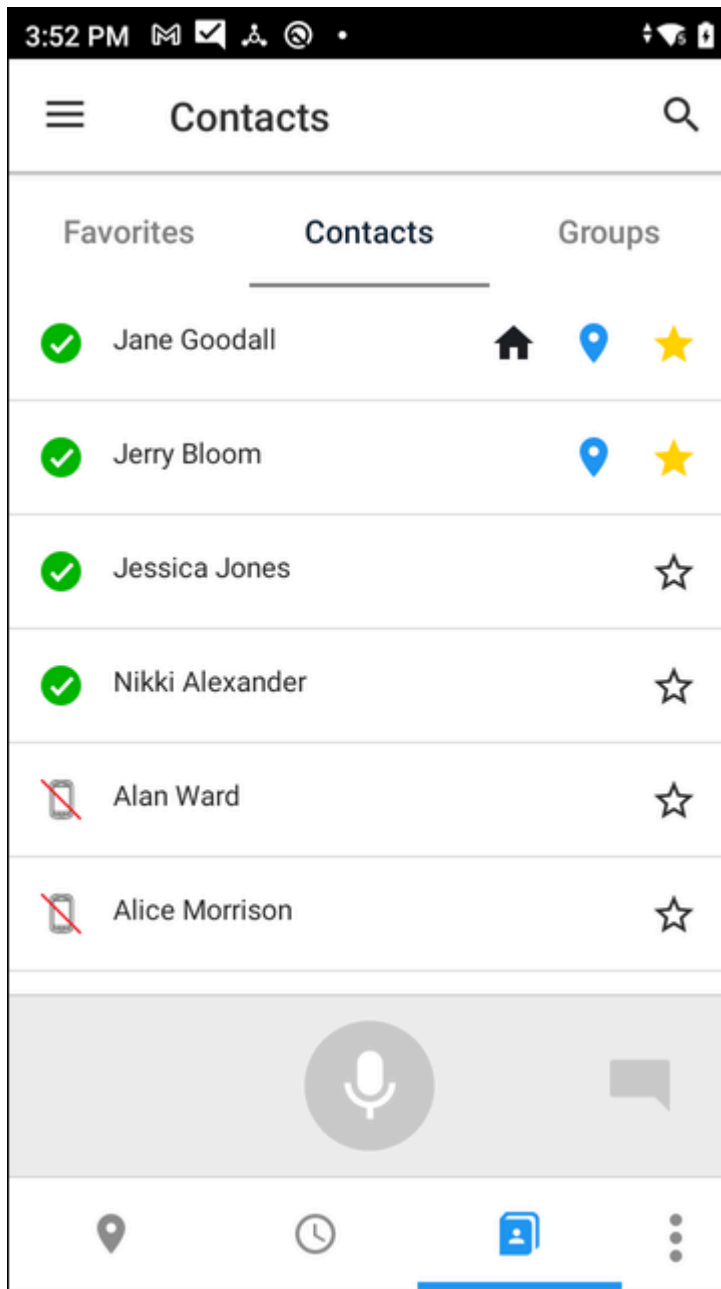 3:52 PM
Contacts
Favorites Contacts Groups
Jane Goodall
Jerry Bloom
Jessica Jones
Nikki Alexander
Alan Ward
Alice Morrison